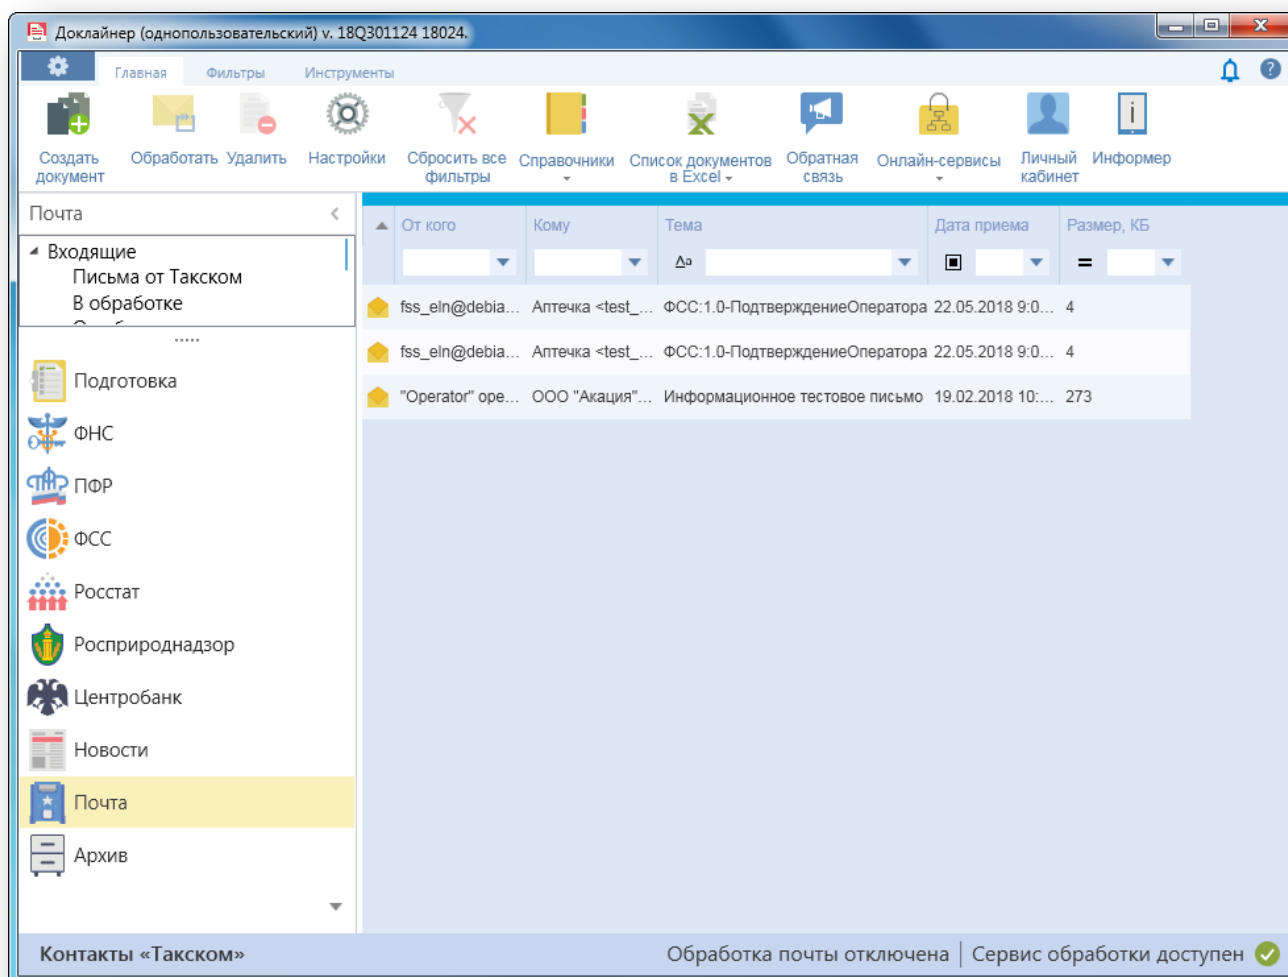 Доклайнер (однопользовательский) v. 18Q301124 18024.
Главная Фильтры Инструменты
Создать документ Обработать Удалить Настройки Сбросить все фильтры Справочники Список документов в Excel Обратная связь Онлайн-сервисы Личный кабинет Информер
Почта
Входящие
Письма от Такском
В обработке
От кого Кому Тема Дата приема Размер, КБ
fss_eln@debia... Аптечка <test_... ФСС:1.0-ПодтверждениеОператора 22.05.2018 9:0... 4
fss_eln@debia... Аптечка <test_... ФСС:1.0-ПодтверждениеОператора 22.05.2018 9:0... 4
"Operator" ope... ООО "Акация"... Информационное тестовое письмо 19.02.2018 10:... 273
Подготовка
ФНС
ПФР
ФСС
Росстат
Росприроднадзор
Центробанк
Новости
Почта
Архив
Контакты «Такском» Обработка почты отключена | Сервис обработки доступен